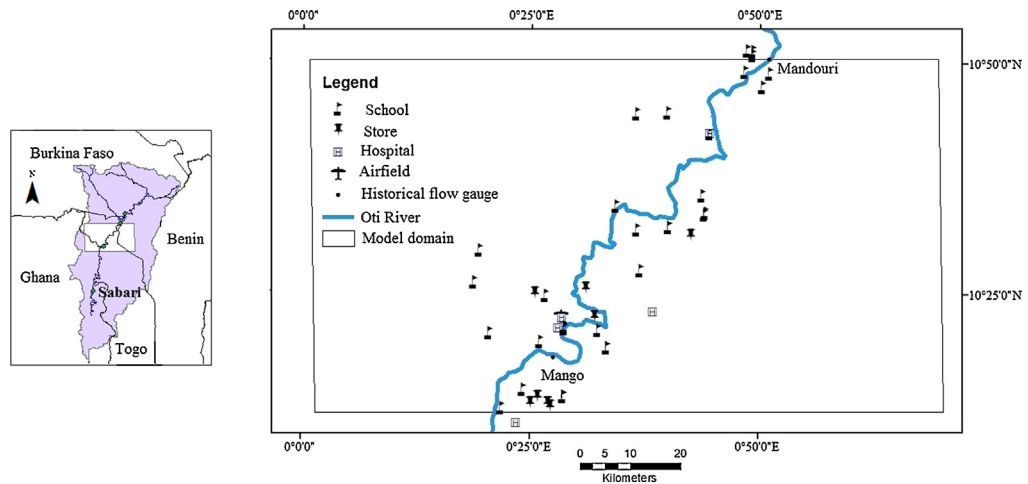 0°0'0"
0°25'0"E
0°50'0"E
10°50'0"N
Mandouri
Legend
School
Store
H
Hospital
Airfield
Historical flow gauge
Oti River
Model domain
H
Burkina Faso
N
Benin
Ghana
Sabari
Togo
10°25'0"N
H
H
H
Mango
H
0°0'0"
0°25'0"E
0°50'0"E
0 5 10 20
Kilometers